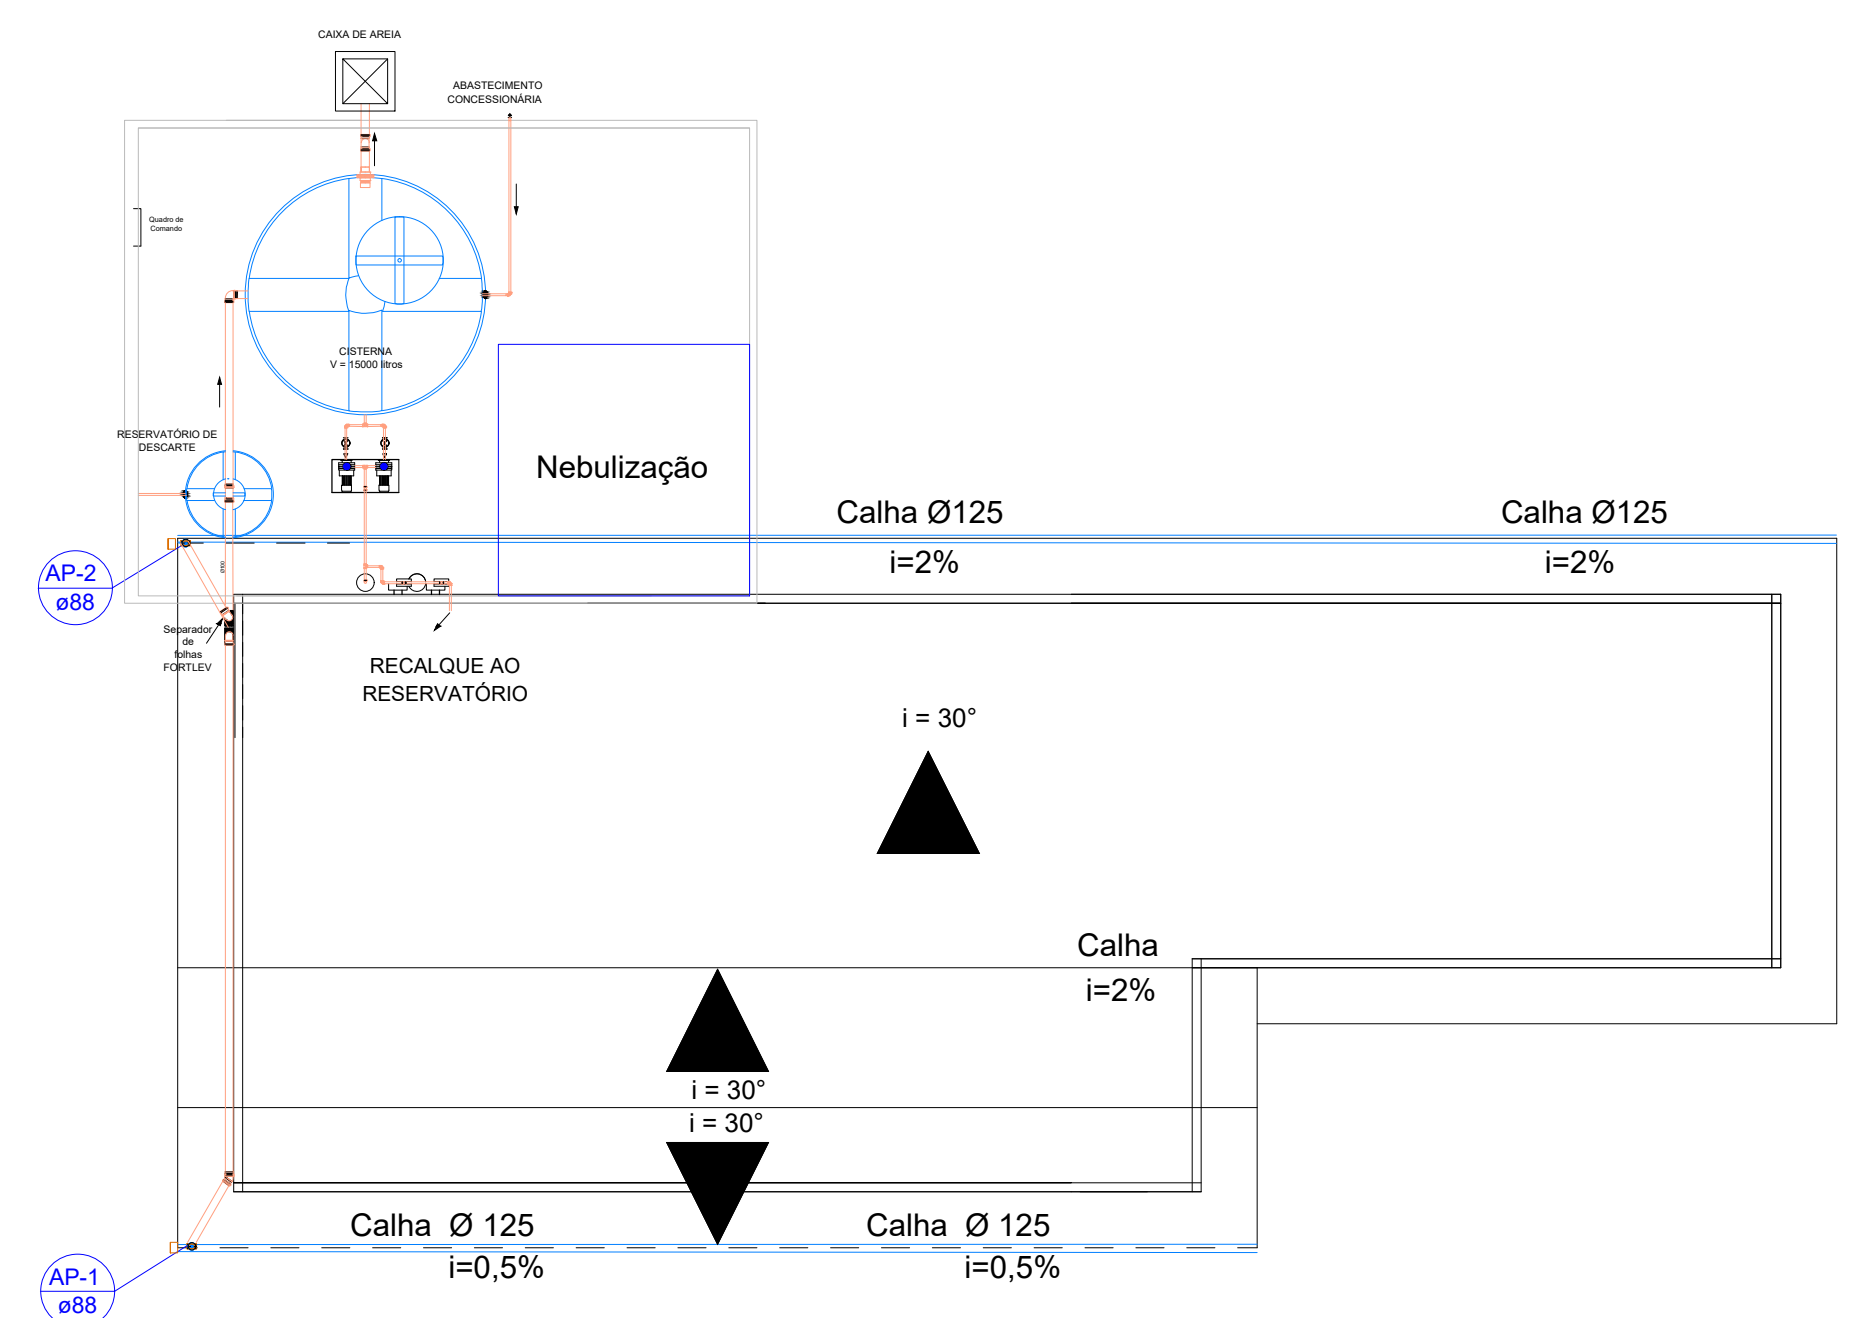 CAIXA DE AREIA
ABASTECIMENTO
CONCESSIONÁRIA
Quadro de
Comando
CISTERNA
V = 15000 litros
RESERVATÓRIO DE
DESCARTE
Nebulização
Calha Ø125
i=2%
Calha Ø125
i=2%
AP-2
ø88
Ø100
Separador
de
folhas
FORTLEV
RECALQUE AO
RESERVATÓRIO
i = 30°
Calha
i=2%
i = 30°
i = 30°
Calha Ø 125
i=0,5%
Calha Ø 125
i=0,5%
AP-1
ø88